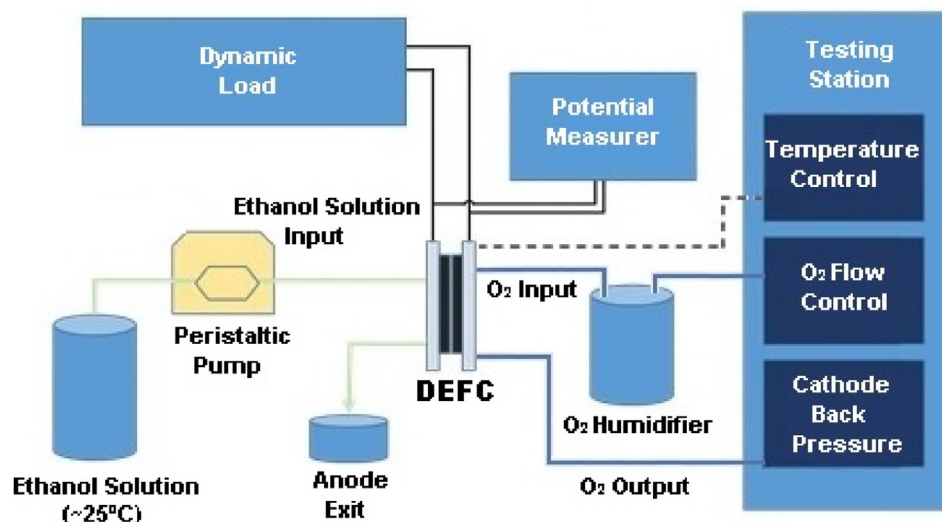 Dynamic
Load
Testing
Station
Potential
Measurer
Temperature
Control
Ethanol Solution
Input
O₂ Input
O₂ Flow
Control
Peristaltic
Pump
DEFC
O₂ Humidifier
Cathode
Back
Pressure
Ethanol Solution
(~25ºC)
Anode
Exit
O₂ Output